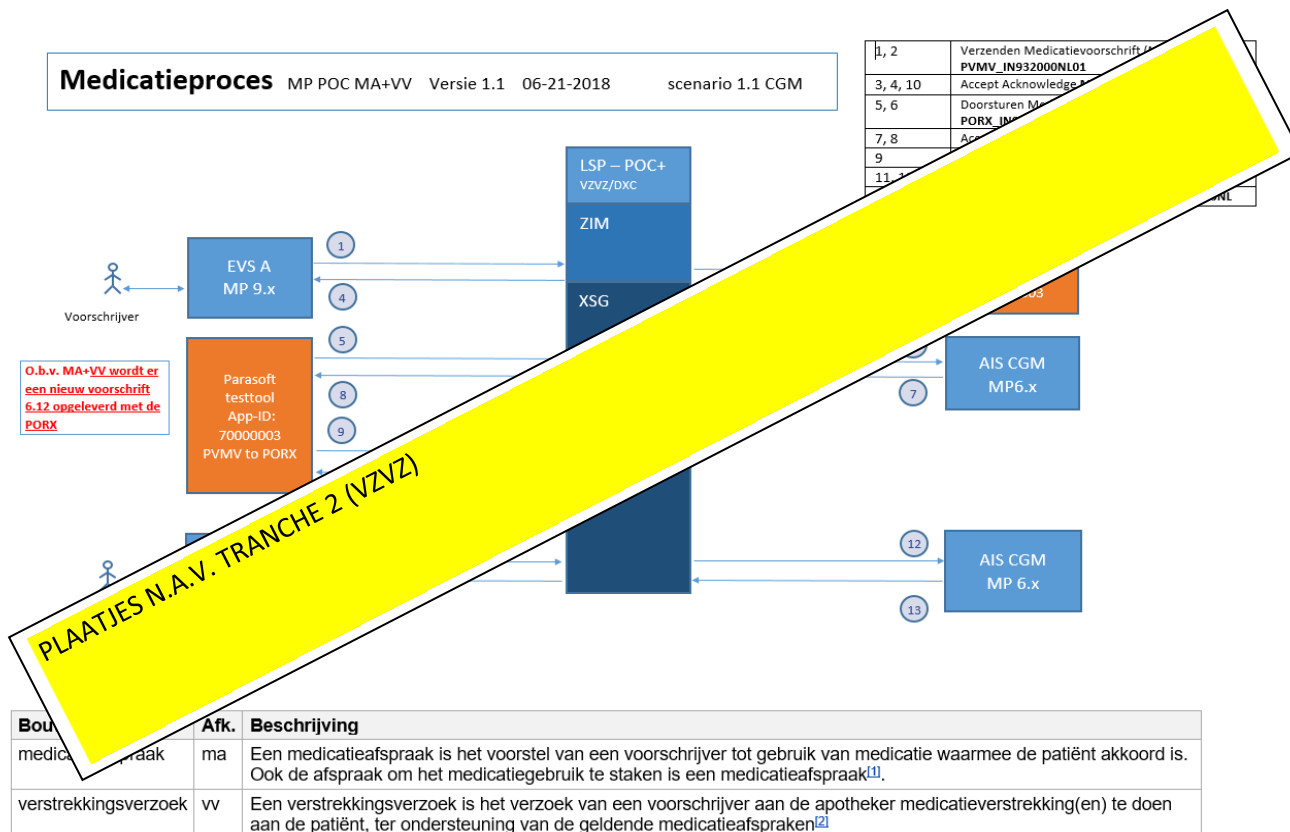 Medicatieproces MP POC MA+VV Versie 1.1 06-21-2018 scenario 1.1 CGM
1, 2 Verzenden Medicatievoorschrift
PVMV_IN932000NL01
3, 4, 10 Accept Acknowledge
5, 6 Doorsturen
7, 8
9
LSP – POC+
VZVZ/DXC
ZIM
XSG
1
EVS A
MP 9.x
4
Voorschrijver
5
O.b.v. MA+VV wordt er
een nieuw voorschrift
6.12 opgeleverd met de
PORX
Parasoft
testtool
App-ID:
70000003
PVMV to PORX
8
9
AIS CGM
MP6.x
7
12
AIS CGM
MP 6.x
13
PLAATJES N.A.V. TRANCHE 2 (VZVZ)
Afk. Beschrijving
ma Een medicatieafspraak is het voorstel van een voorschrijver tot gebruik van medicatie waarmee de patiënt akkoord is.
Ook de afspraak om het medicatiegebruik te staken is een medicatieafspraak[1].
verstrekkingsverzoek vv Een verstrekkingsverzoek is het verzoek van een voorschrijver aan de apotheker medicatieverstrekking(en) te doen
aan de patiënt, ter ondersteuning van de geldende medicatieafspraken[2]